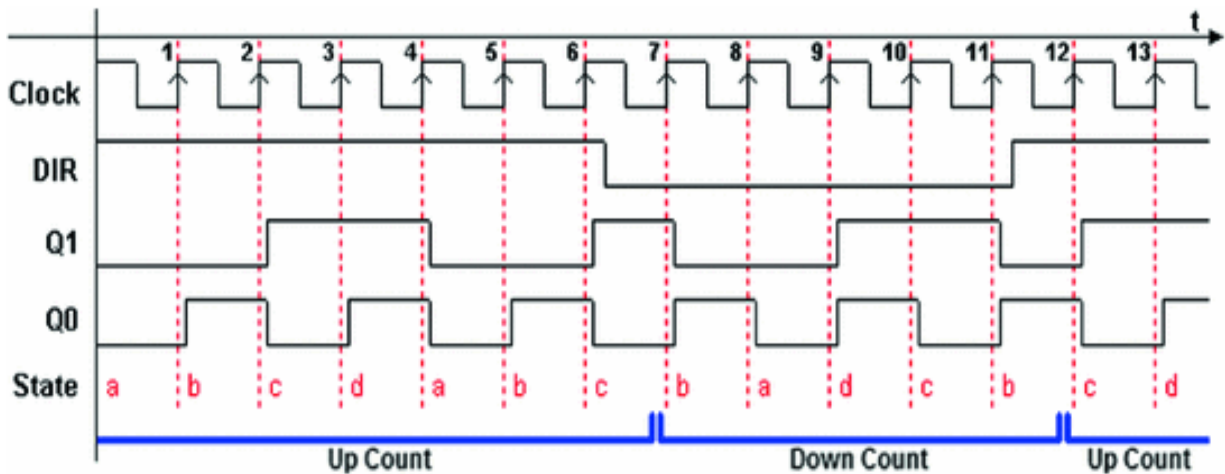 t
1 2 3 4 5 6 7 8 9 10 11 12 13
Clock
DIR
Q1
Q0
State a b c d a b c b a d c b c d
Up Count Down Count Up Count